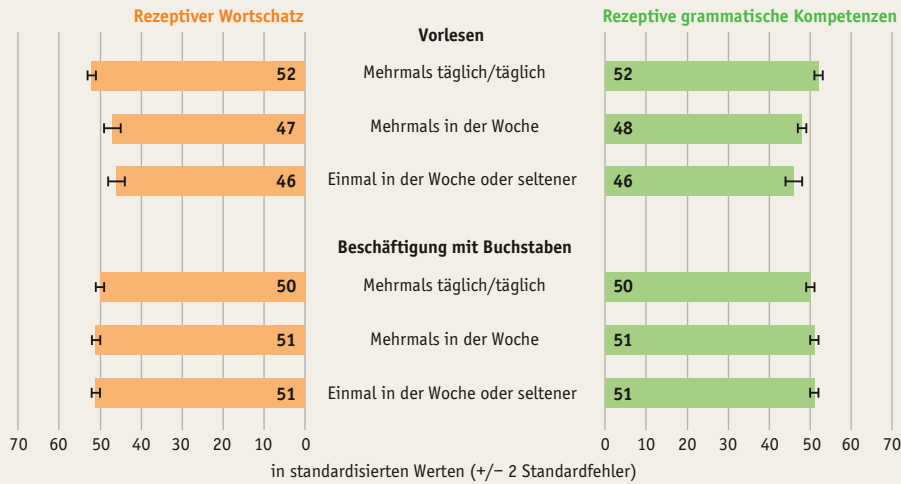 Rezeptiver Wortschatz
Rezeptive grammatische Kompetenzen
Vorlesen
52 Mehrmals täglich/täglich 52
47 Mehrmals in der Woche 48
46 Einmal in der Woche oder seltener 46
Beschäftigung mit Buchstaben
50 Mehrmals täglich/täglich 50
51 Mehrmals in der Woche 51
51 Einmal in der Woche oder seltener 51
70 60 50 40 30 20 10 0 0 10 20 30 40 50 60 70
in standardisierten Werten (+/– 2 Standardfehler)